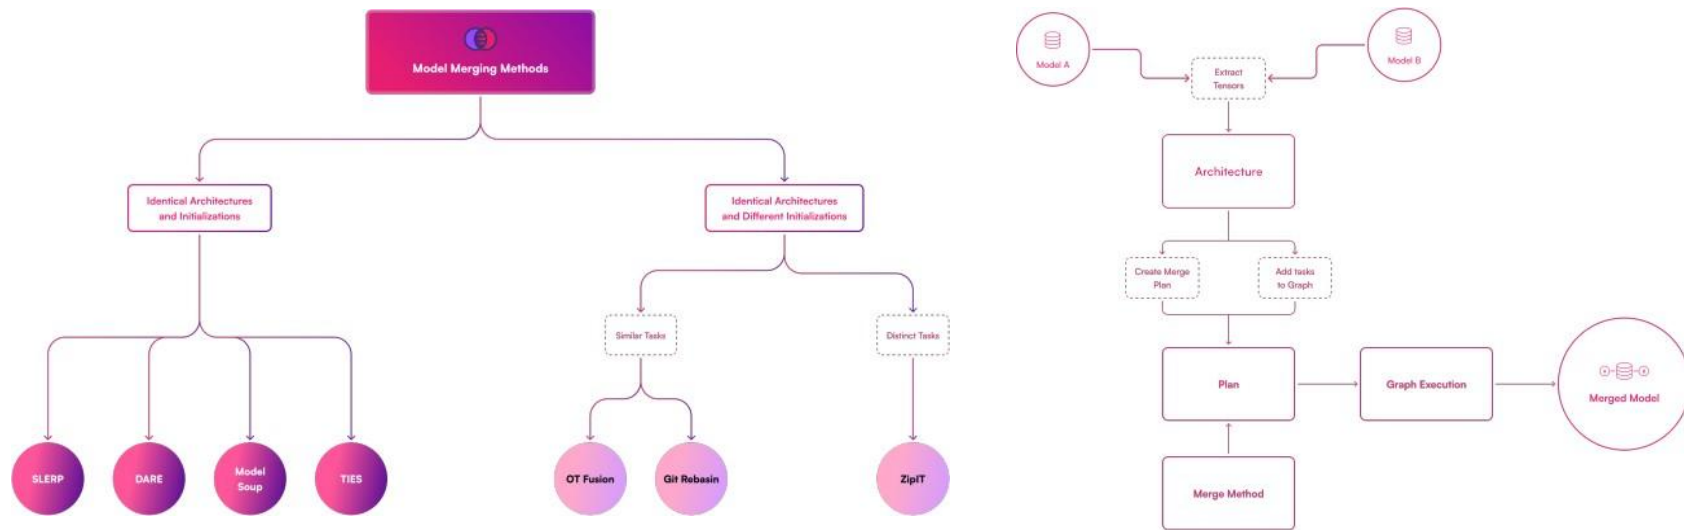 Model Merging Methods
Identical Architectures
and Initializations
Identical Architectures
and Different Initializations
Similar Tasks
Distinct Tasks
SLERP
DARE
Model
Soup
TIES
OT Fusion
Git Rebasin
ZipIT
Model A
Model B
Extract
Tensors
Architecture
Create Merge
Plan
Add tasks
to Graph
Plan
Graph Execution
Merged Model
Merge Method